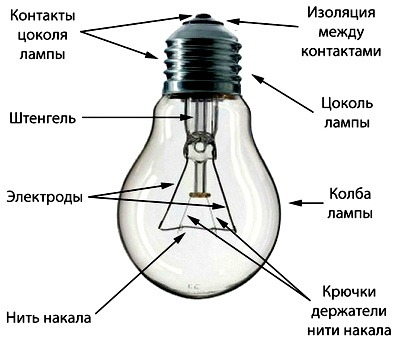 Контакты
цоколя
лампы
Изоляция
между
контактами
Штенгель
Цоколь
лампы
Электроды
Колба
лампы
Нить накала
Крючки
держатели
нити накала